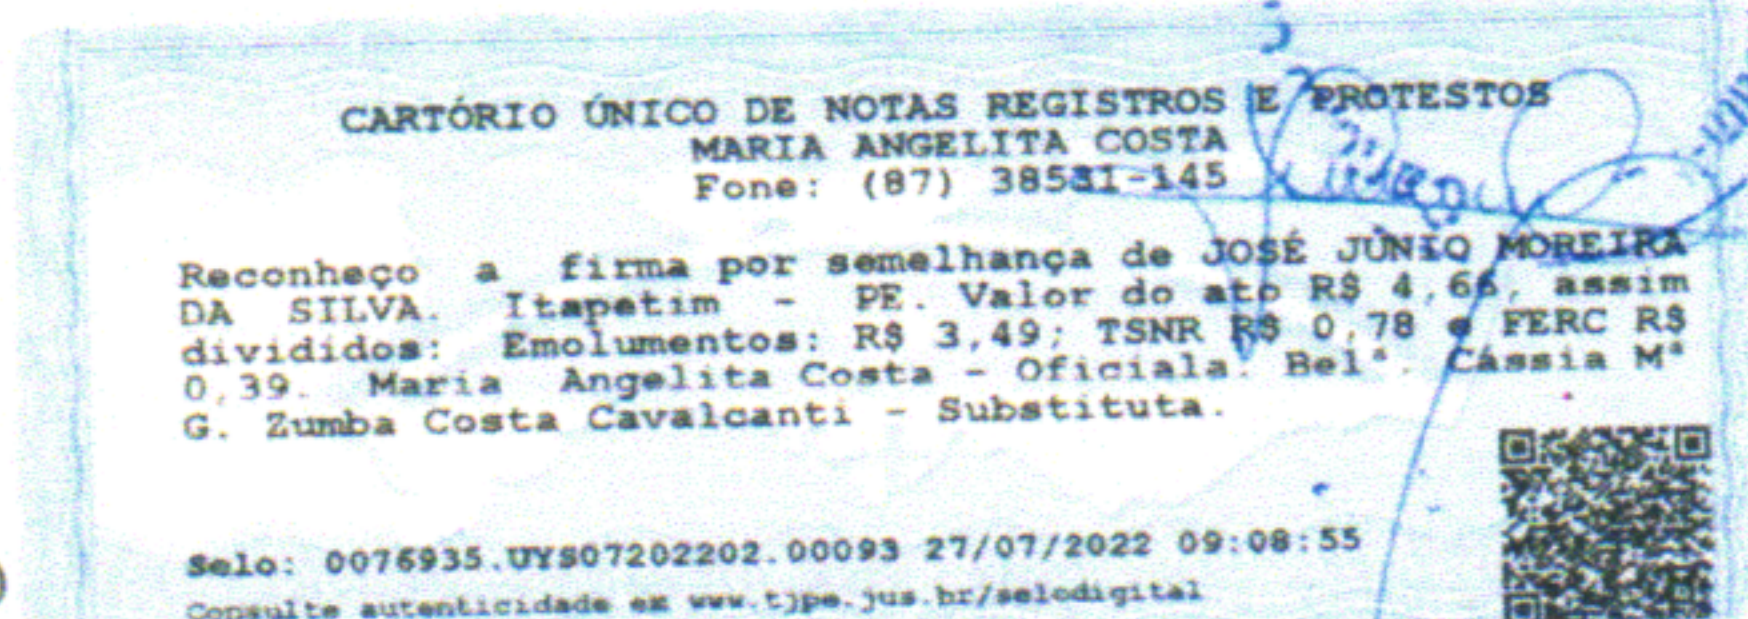 CARTÓRIO ÚNICO DE NOTAS REGISTROS E PROTESTOS
MARIA ANGELITA COSTA
Fone: (87) 38531-145
Reconheço a firma por semelhança de JOSÉ JÚNIO MOREIRA
DA SILVA. Itapetim - PE. Valor do ato R$ 4,66, assim
divididos: Emolumentos: R$ 3,49; TSNR R$ 0,78 e FERC R$
0,39. Maria Angelita Costa - Oficiala. Belª. Cássia Mª
G. Zumba Costa Cavalcanti - Substituta.
Selo: 0076935.UYS07202202.00093 27/07/2022 09:08:55
Consulte autenticidade em www.tjpe.jus.br/selodigital